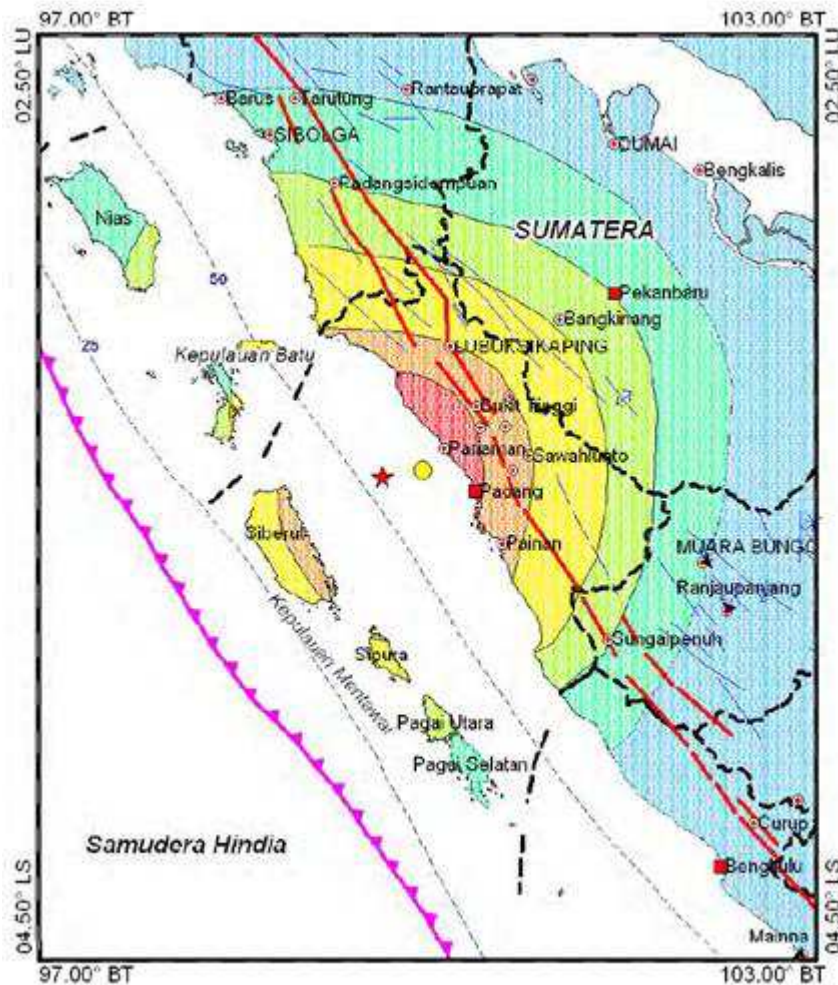 97.00° BT
103.00° BT
02.50° LU
02.50° LU
Barus
Tarutung
Rantauprapat
SIBOLGA
DUMAI
Bengkalis
Padangsidempuan
Nias
SUMATERA
50
Pekanbaru
Bangkinang
25
Kepulauan Batu
LUBUKSIKAPING
Bukit Tinggi
Pariaman
Sawahlunto
Padang
Siberut
Painan
MUARA BUNGO
Ranjaupanjang
Kepulauan Mentawai
Sungaipenuh
Sipura
Pagai Utara
Pagai Selatan
Curup
Samudera Hindia
Bengkulu
04.50° LS
04.50° LS
Manna
97.00° BT
103.00° BT